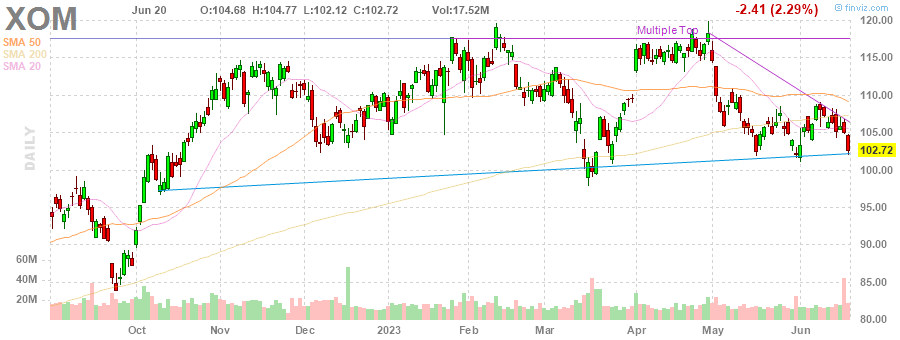 XOM Jun 20 O:104.68 H:104.77 L:102.12 C:102.72 Vol:17.52M -2.41 (2.29%) © finviz.com
SMA 50
SMA 200
SMA 20
Multiple Top
DAILY
120.00
115.00
110.00
105.00
102.72
100.00
95.00
90.00
85.00
80.00
60M
40M
20M
Oct Nov Dec 2023 Feb Mar Apr May Jun